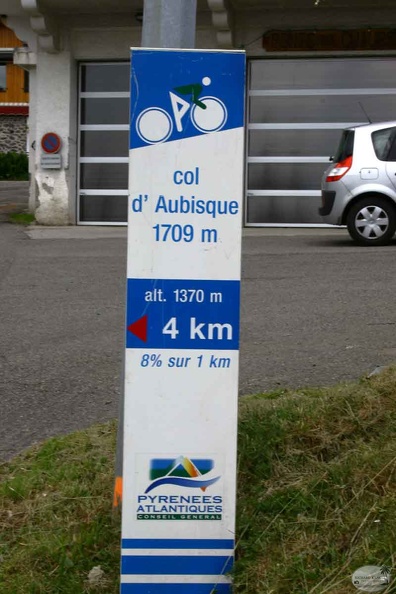 col
d' Aubisque
1709 m
alt. 1370 m
4 km
8% sur 1 km
PYRENEES
ATLANTIQUES
CONSEIL GENERAL